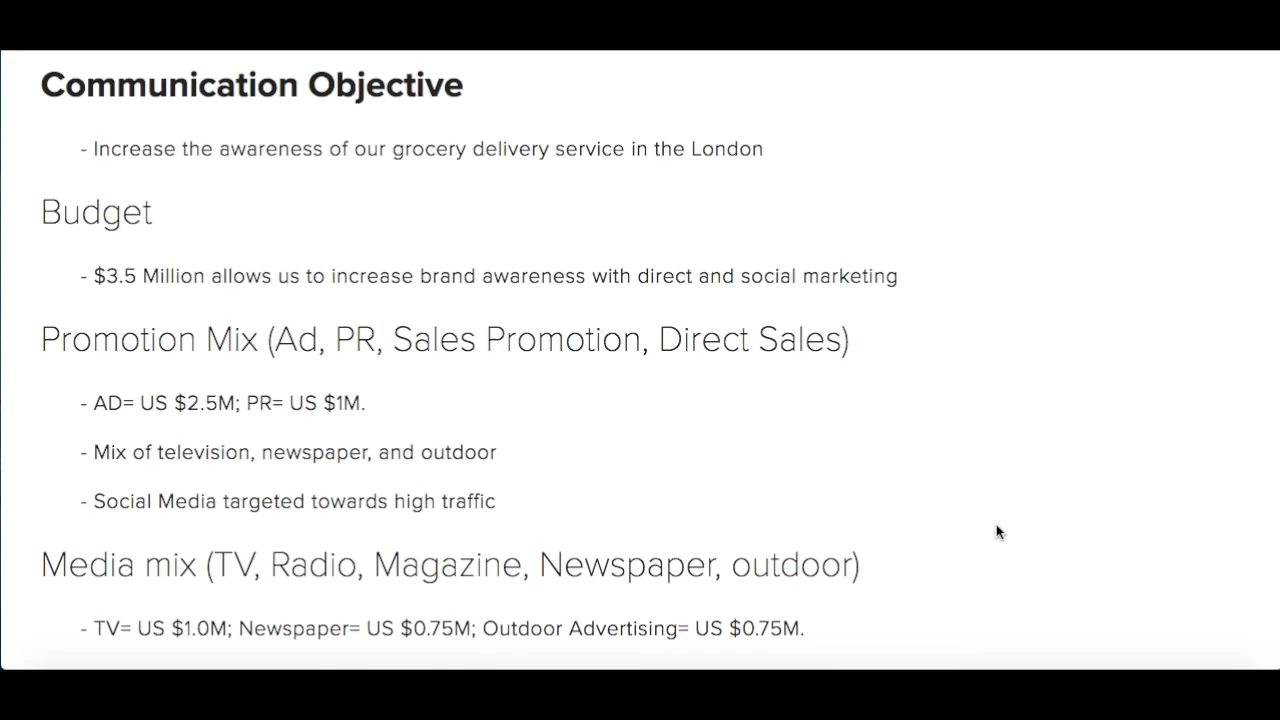 Communication Objective
- Increase the awareness of our grocery delivery service in the London
Budget
- $3.5 Million allows us to increase brand awareness with direct and social marketing
Promotion Mix (Ad, PR, Sales Promotion, Direct Sales)
- AD= US $2.5M; PR= US $1M.
- Mix of television, newspaper, and outdoor
- Social Media targeted towards high traffic
Media mix (TV, Radio, Magazine, Newspaper, outdoor)
- TV= US $1.0M; Newspaper= US $0.75M; Outdoor Advertising= US $0.75M.